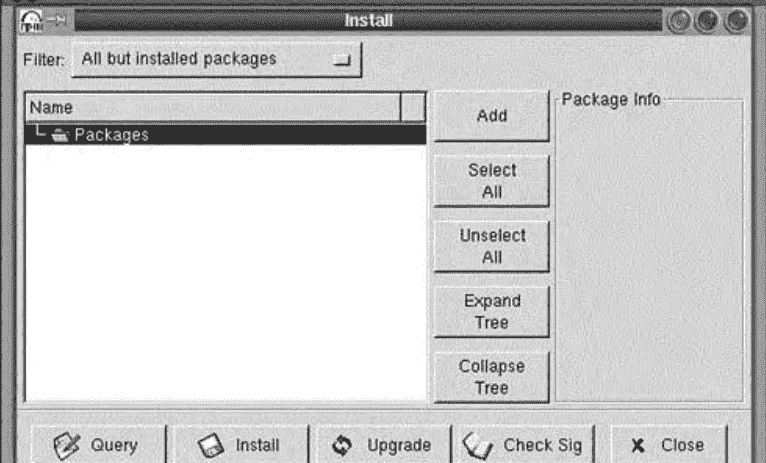 Install
Filter: All but installed packages
Name
Packages
Add
Select
All
Unselect
All
Expand
Tree
Collapse
Tree
Package Info
Query
Install
Upgrade
Check Sig
Close